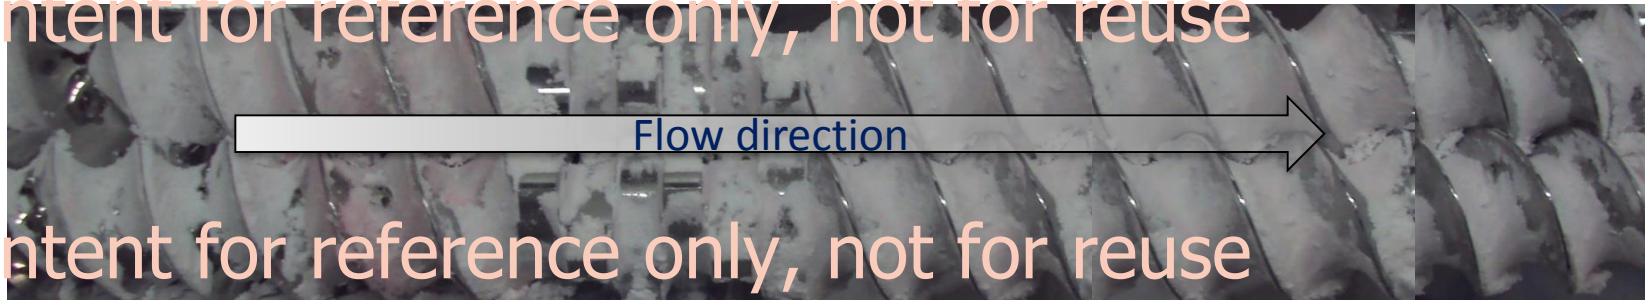 ntent for reference only, not for reuse
Flow direction
ntent for reference only, not for reuse